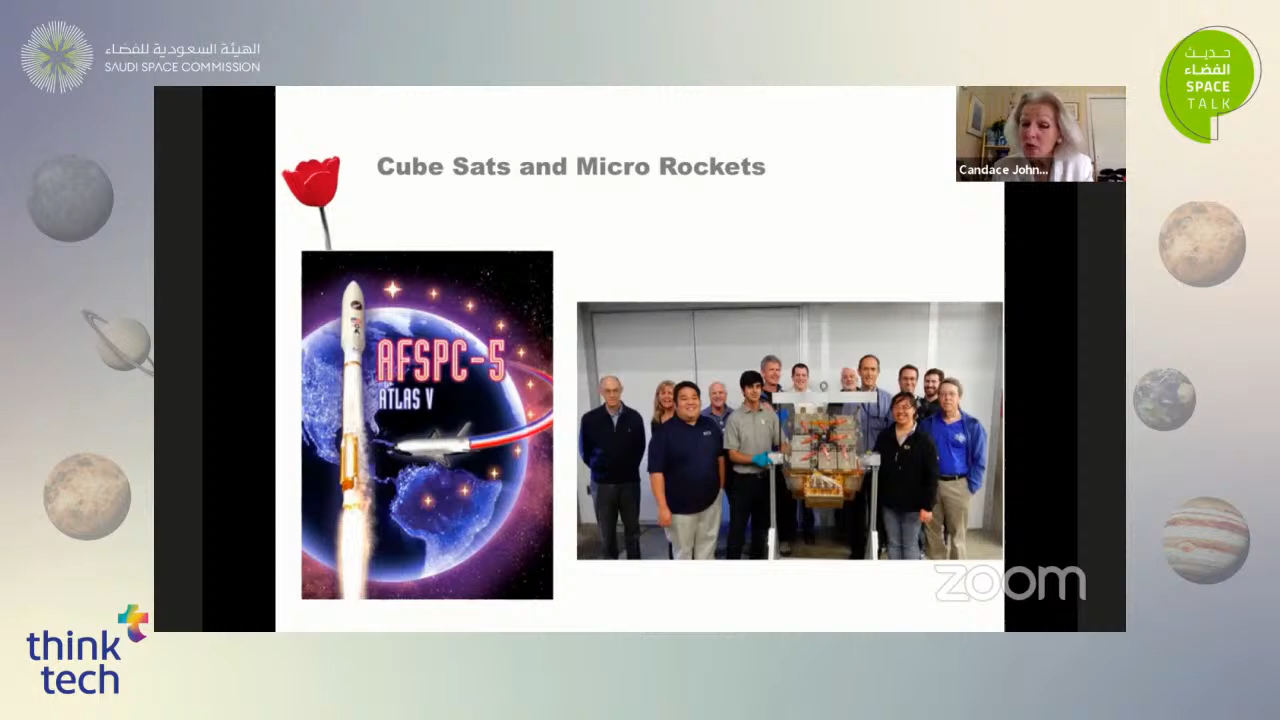 الهيئة السعودية للفضاء
SAUDI SPACE COMMISSION
حديث
الفضاء
SPACE
TALK
Candace John...
Cube Sats and Micro Rockets
AFSPC-5
ATLAS V
zoom
think
tech